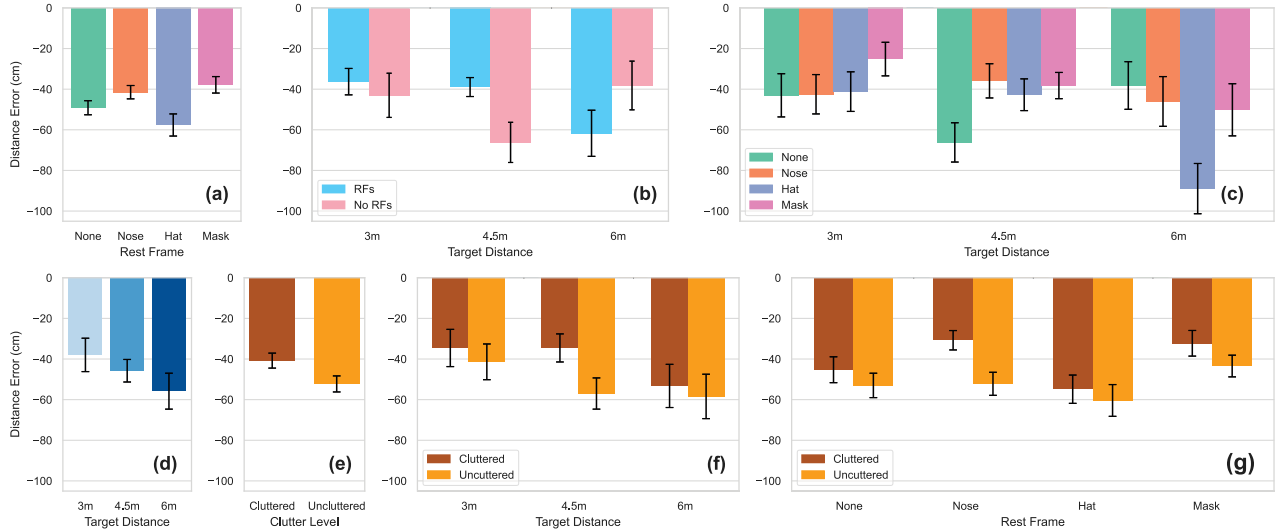 0
−20
−40
−60
−80
−100
Distance Error (cm)
None Nose Hat Mask
Rest Frame
(a)
0
−20
−40
−60
−80
−100
RFs
No RFs
3m 4.5m 6m
Target Distance
(b)
0
−20
−40
−60
−80
−100
None
Nose
Hat
Mask
3m 4.5m 6m
Target Distance
(c)
0
−20
−40
−60
−80
−100
Distance Error (cm)
3m 4.5m 6m
Target Distance
(d)
0
−20
−40
−60
−80
−100
Cluttered Uncluttered
Clutter Level
(e)
0
−20
−40
−60
−80
−100
Cluttered
Uncuttered
3m 4.5m 6m
Target Distance
(f)
0
−20
−40
−60
−80
−100
Cluttered
Uncuttered
None Nose Hat Mask
Rest Frame
(g)